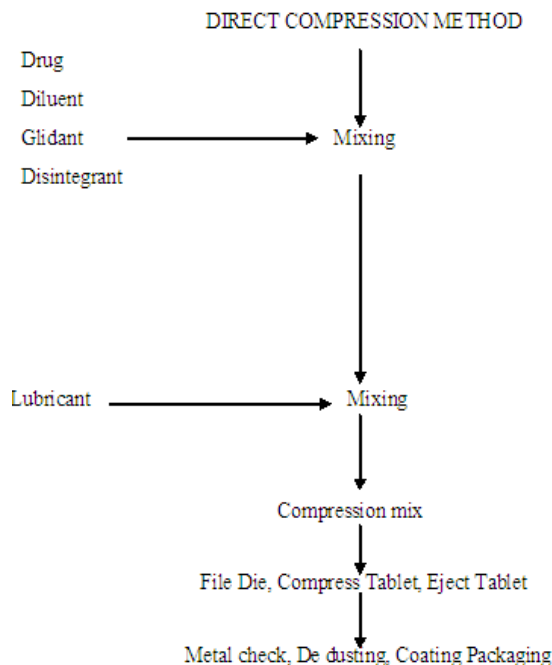 DIRECT COMPRESSION METHOD
Drug
Diluent
Glidant
Mixing
Disintegrant
Lubricant
Mixing
Compression mix
File Die, Compress Tablet, Eject Tablet
Metal check, De dusting, Coating Packaging